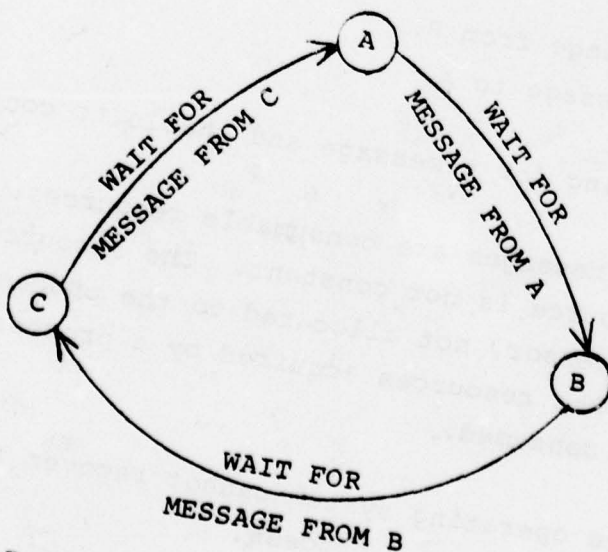 A
WAIT FOR
MESSAGE FROM C
WAIT FOR
MESSAGE FROM A
C
B
WAIT FOR
MESSAGE FROM B